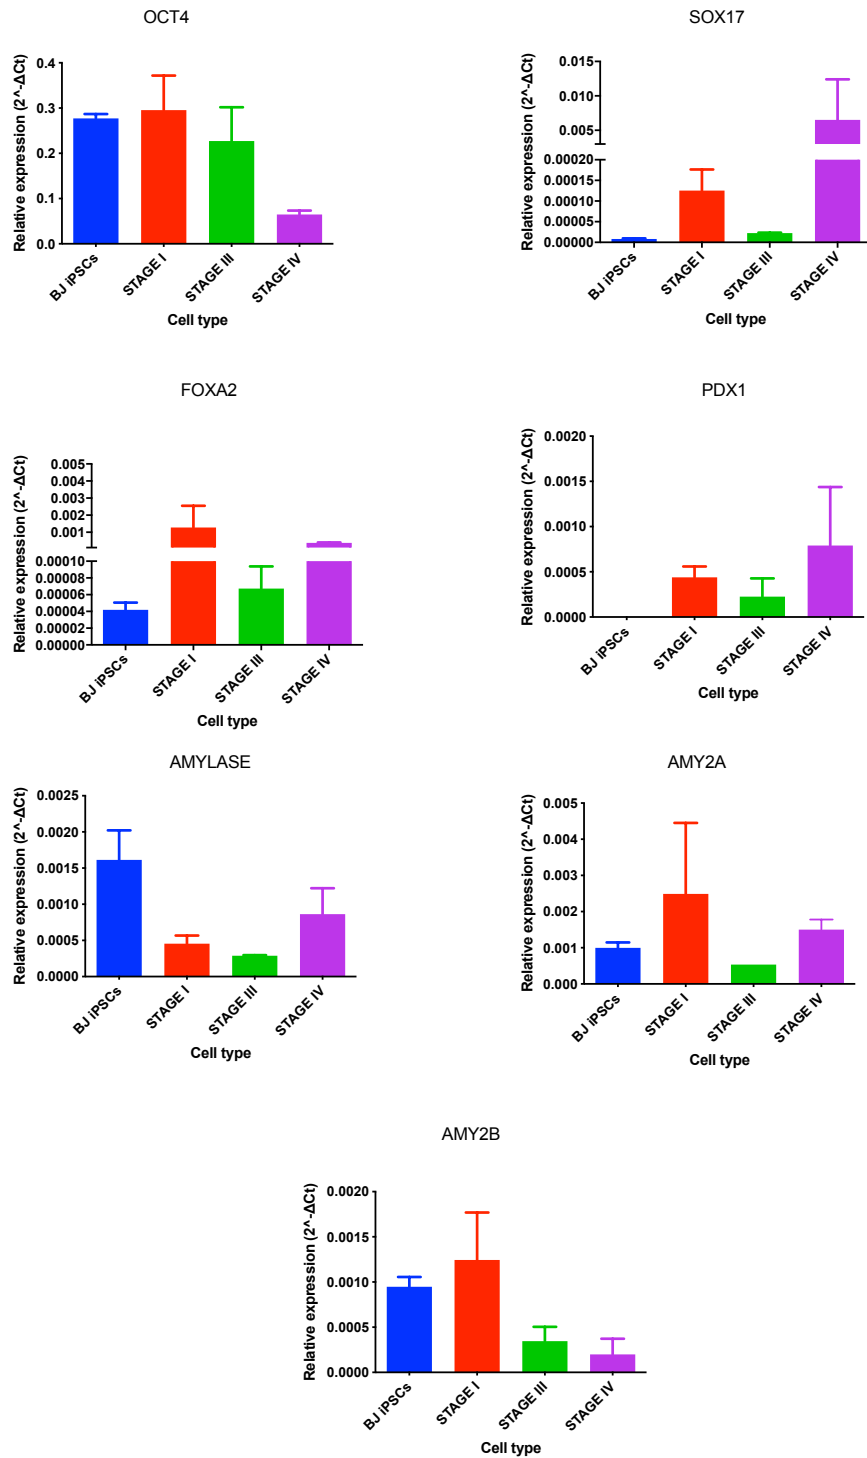 OCT4
Relative expression (2^-ΔCt)
0.4
0.3
0.2
0.1
0.0
BJ iPSCs
STAGE I
STAGE III
STAGE IV
Cell type
SOX17
Relative expression (2^-ΔCt)
0.015
0.010
0.005
0.00020
0.00015
0.00010
0.00005
0.00000
BJ iPSCs
STAGE I
STAGE III
STAGE IV
Cell type
FOXA2
Relative expression (2^-ΔCt)
0.005
0.004
0.003
0.002
0.001
0.00010
0.00008
0.00006
0.00004
0.00002
0.00000
BJ iPSCs
STAGE I
STAGE III
STAGE IV
Cell type
PDX1
Relative expression (2^-ΔCt)
0.0020
0.0015
0.0010
0.0005
0.0000
BJ iPSCs
STAGE I
STAGE III
STAGE IV
Cell type
AMYLASE
Relative expression (2^-ΔCt)
0.0025
0.0020
0.0015
0.0010
0.0005
0.0000
BJ iPSCs
STAGE I
STAGE III
STAGE IV
Cell type
AMY2A
Relative expression (2^-ΔCt)
0.005
0.004
0.003
0.002
0.001
0.000
BJ iPSCs
STAGE I
STAGE III
STAGE IV
Cell type
AMY2B
Relative expression (2^-ΔCt)
0.0020
0.0015
0.0010
0.0005
0.0000
BJ iPSCs
STAGE I
STAGE III
STAGE IV
Cell type